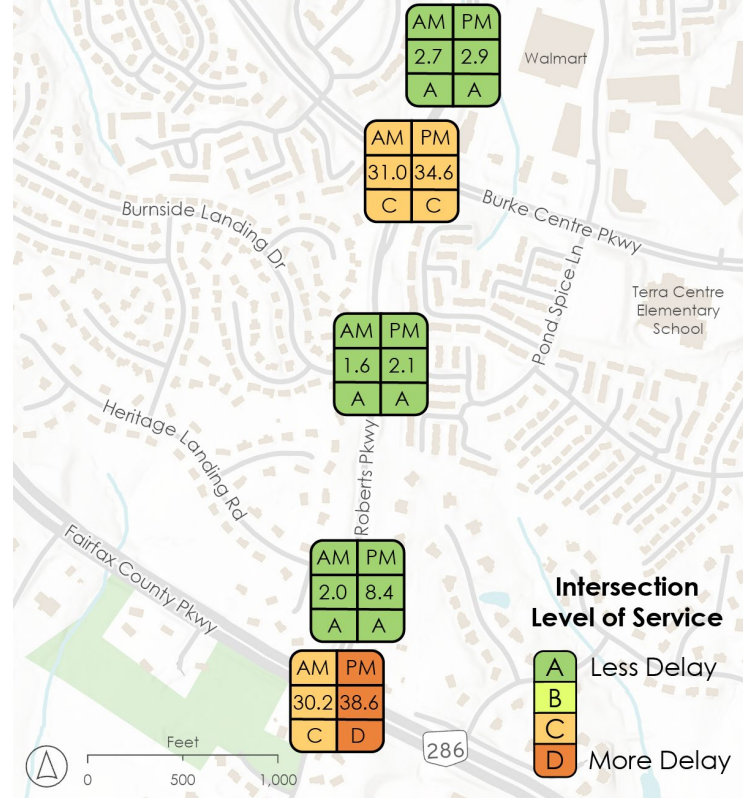 AM PM
2.7 2.9
A A
Walmart
AM PM
31.0 34.6
C C
Burke Centre Pkwy
Burnside Landing Dr
Pond Spice Ln
Terra Centre
Elementary
School
AM PM
1.6 2.1
A A
Heritage Landing Rd
Roberts Pkwy
Fairfax County Pkwy
AM PM
2.0 8.4
A A
AM PM
30.2 38.6
C D
Intersection
Level of Service
A Less Delay
B
C
D More Delay
286
Feet
0 500 1,000